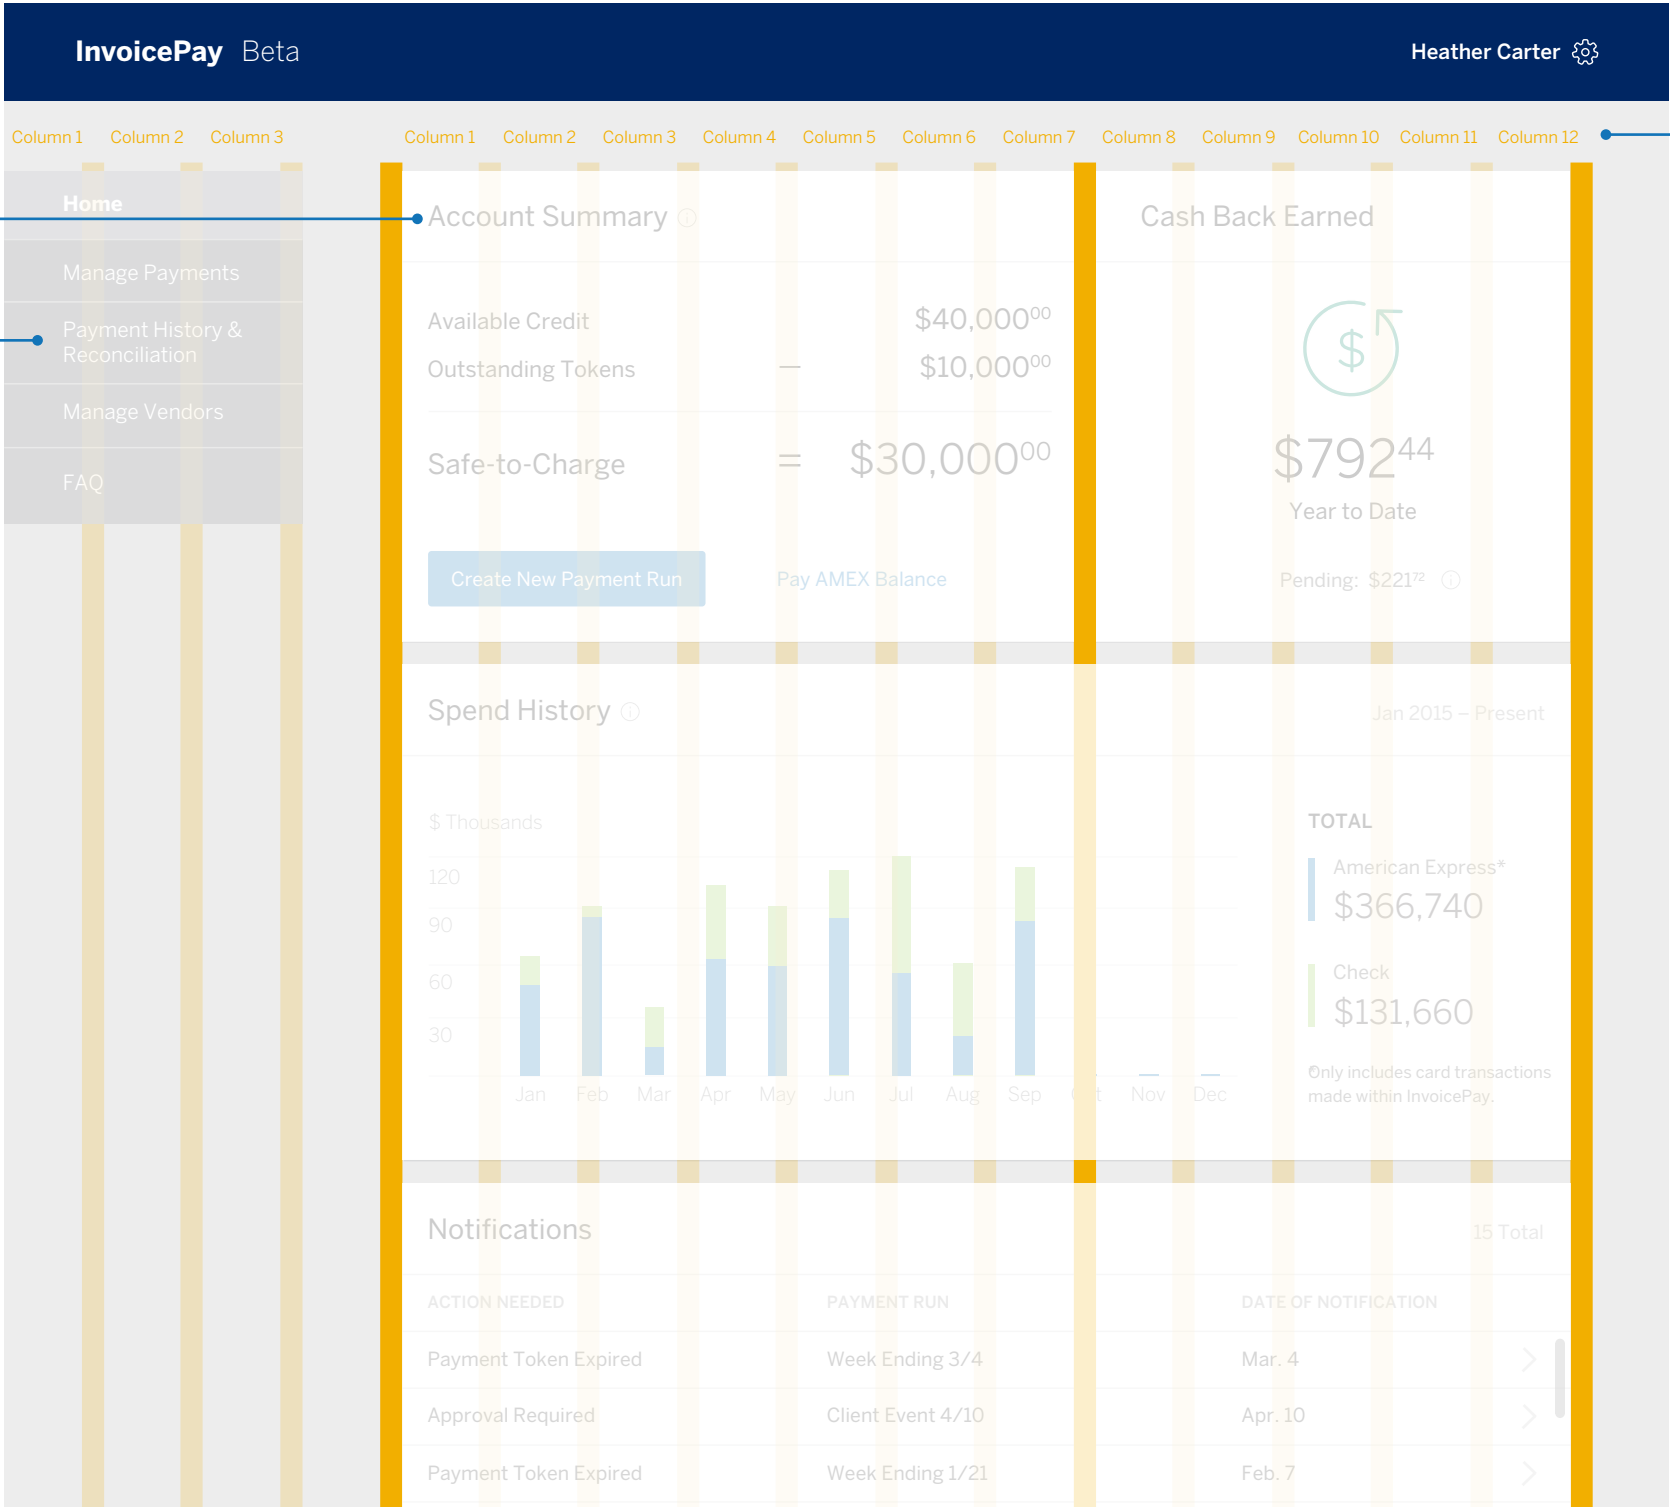 InvoicePay Beta
Heather Carter
Column 1 Column 2 Column 3
Column 1 Column 2 Column 3 Column 4 Column 5 Column 6 Column 7 Column 8 Column 9 Column 10 Column 11 Column 12
Home
Manage Payments
Payment History &
Reconciliation
Manage Vendors
FAQ
Account Summary
Available Credit $40,00000
Outstanding Tokens — $10,00000
Safe-to-Charge = $30,00000
Create New Payment Run Pay AMEX Balance
Cash Back Earned
$
$79244
Year to Date
Pending: $22172
Spend History
Jan 2015 – Present
$ Thousands
120
90
60
30
Jan Feb Mar Apr May Jun Jul Aug Sep Nov Dec
TOTAL
American Express*
$366,740
Check
$131,660
*Only includes card transactions
made within InvoicePay.
Notifications
15 Total
ACTION NEEDED PAYMENT RUN DATE OF NOTIFICATION
Payment Token Expired Week Ending 3/4 Mar. 4
Approval Required Client Event 4/10 Apr. 10
Payment Token Expired Week Ending 1/21 Feb. 7